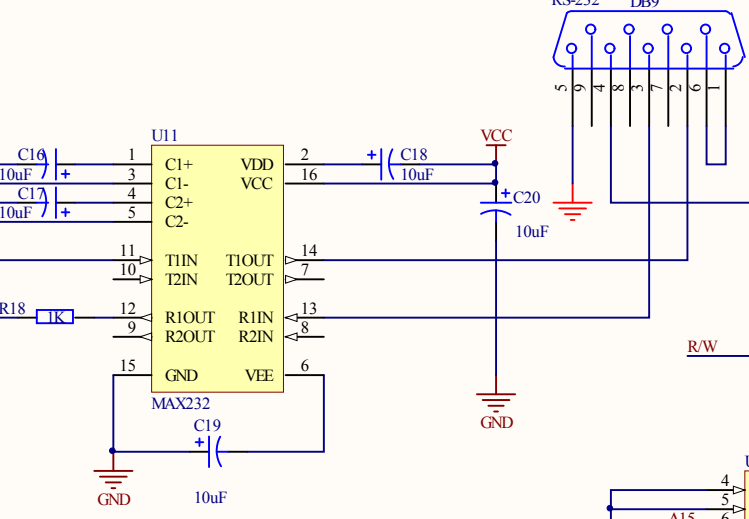 RS-232 DB9
5 9 4 8 3 7 2 6 1
U11
VCC
C16
10uF
C17
10uF
1 C1+ VDD 2
3 C1- VCC 16
4 C2+
5 C2-
C18
10uF
C20
10uF
11 T1IN T1OUT 14
10 T2IN T2OUT 7
R18 1K
12 R1OUT R1IN 13
9 R2OUT R2IN 8
15 GND VEE 6
MAX232
C19
10uF
GND
GND
R/W
4
5
6
A15
U